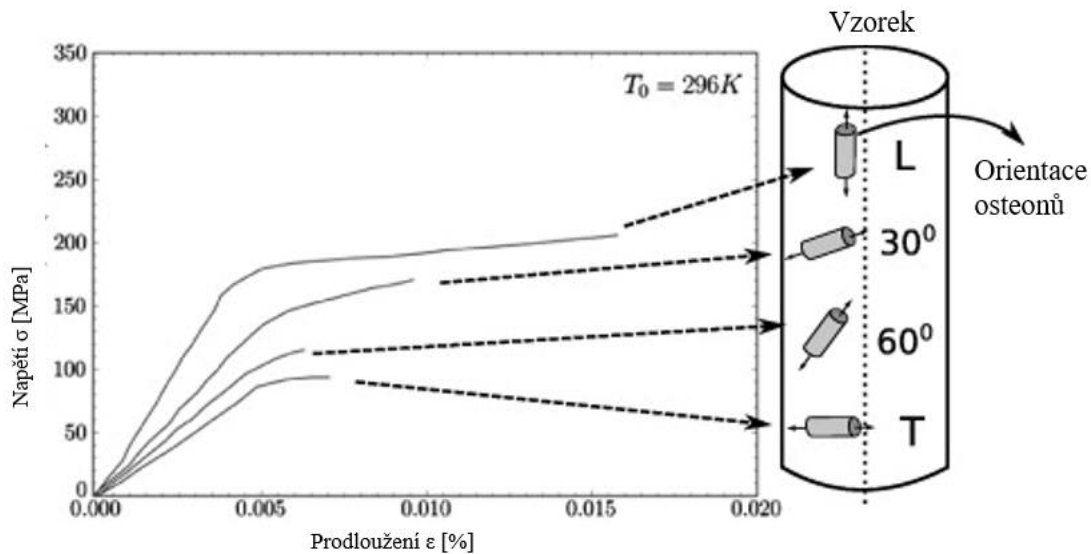 Vzorek
350
300
250
200
150
100
50
0
0.000
0.005
0.010
0.015
0.020
T₀ = 296K
Napětí σ [MPa]
Prodloužení ε [%]
L
30⁰
60⁰
T
Orientace
osteonů